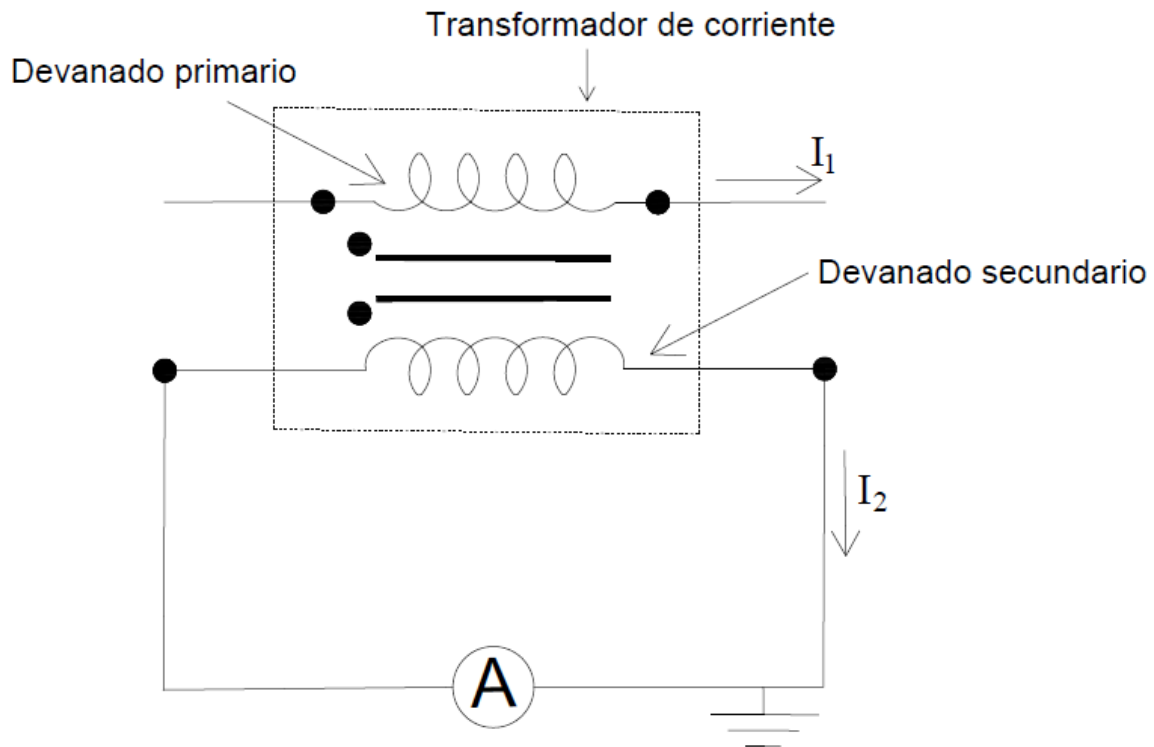 Transformador de corriente
Devanado primario
I₁
Devanado secundario
I₂
A